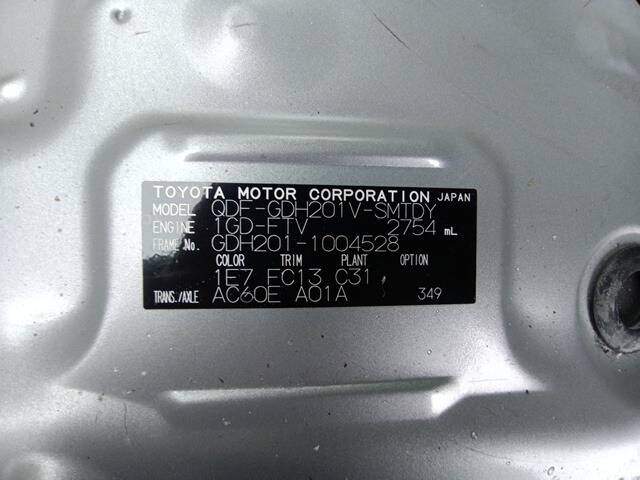 TOYOTA MOTOR CORPORATION JAPAN
MODEL QDF-GDH201V-SMTDY
ENGINE 1GD-FTV 2754 mL
FRAME No. GDH201-1004528
COLOR TRIM PLANT OPTION
1E7 FC13 C31
TRANS./AXLE AC60E A01A 349